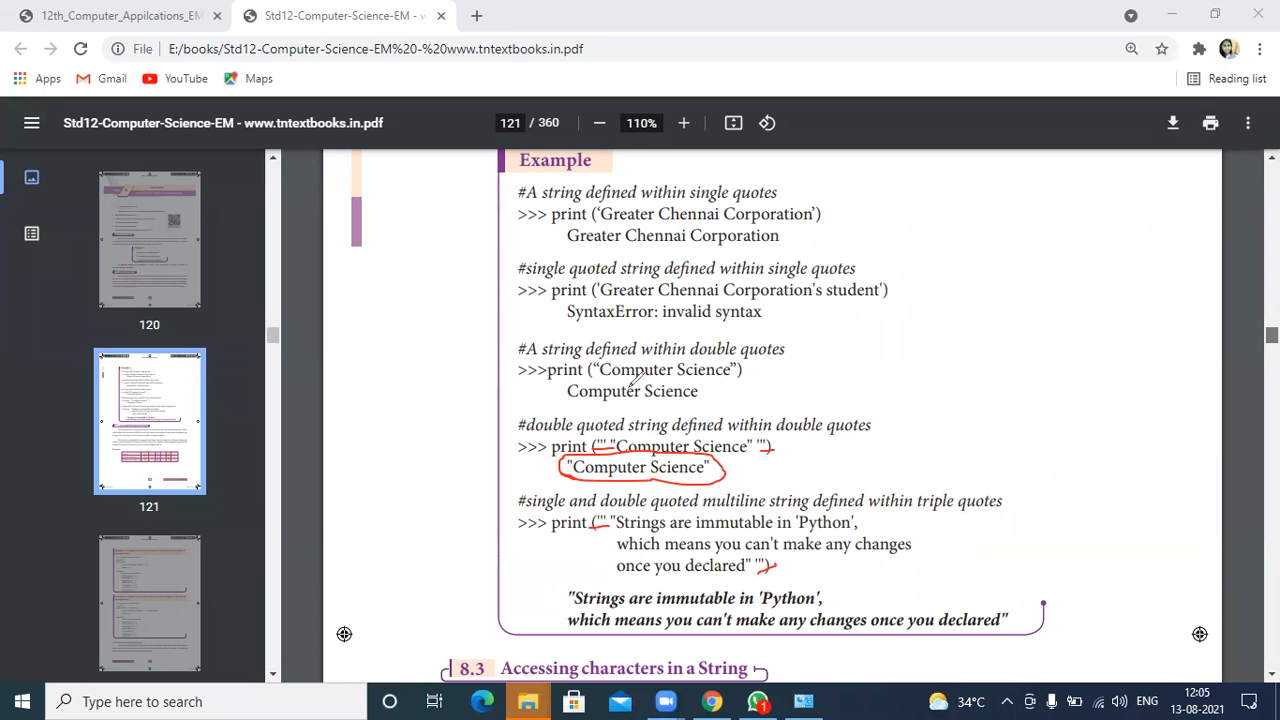 12th_Computer_Applications_EM
Std12-Computer-Science-EM - w
File
E:/books/Std12-Computer-Science-EM%20-%20www.tntextbooks.in.pdf
Apps
Gmail
YouTube
Maps
Reading list
Std12-Computer-Science-EM - www.tntextbooks.in.pdf
121 / 360
110%
120
121
Example
#A string defined within single quotes
>>> print (‘Greater Chennai Corporation’)
Greater Chennai Corporation
#single quoted string defined within single quotes
>>> print ('Greater Chennai Corporation's student')
SyntaxError: invalid syntax
#A string defined within double quotes
>>>print (“Computer Science”)
Computer Science
#double quoted string defined within double quotes
>>> print (''' "Computer Science" ''')
"Computer Science"
#single and double quoted multiline string defined within triple quotes
>>> print (''' "Strings are immutable in 'Python',
which means you can't make any changes
once you declared" ''')
"Strings are immutable in 'Python',
which means you can't make any changes once you declared"
8.3 Accessing characters in a String
Type here to search
1
34°C
ENG
12:05
13-08-2021